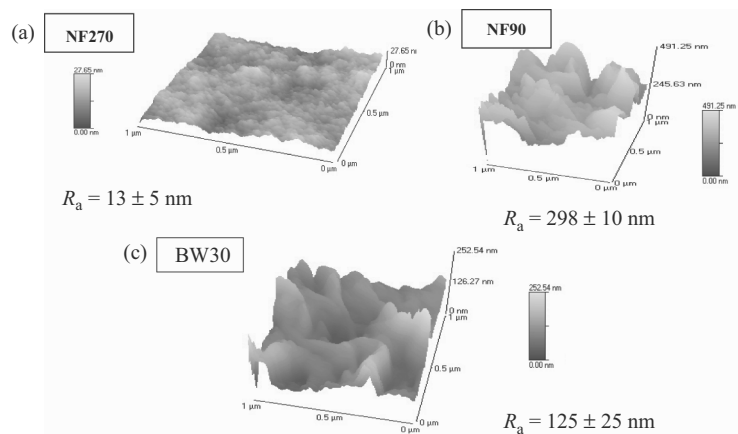 (a) NF270
27.65 nm
0.00 nm
27.65 n
0 nm
1 µm
0.5 µm
0 µm
1 µm
0.5 µm
0 µm
Ra = 13 ± 5 nm
(b) NF90
491.25 nm
245.63 nm
0 nm
1 µm
0.5 µm
0 µm
1 µm
0.5 µm
0 µm
491.25 nm
0.00 nm
Ra = 298 ± 10 nm
(c) BW30
252.54 nm
126.27 nm
0 nm
1 µm
0.5 µm
0 µm
1 µm
0.5 µm
0 µm
252.54 nm
0.00 nm
Ra = 125 ± 25 nm